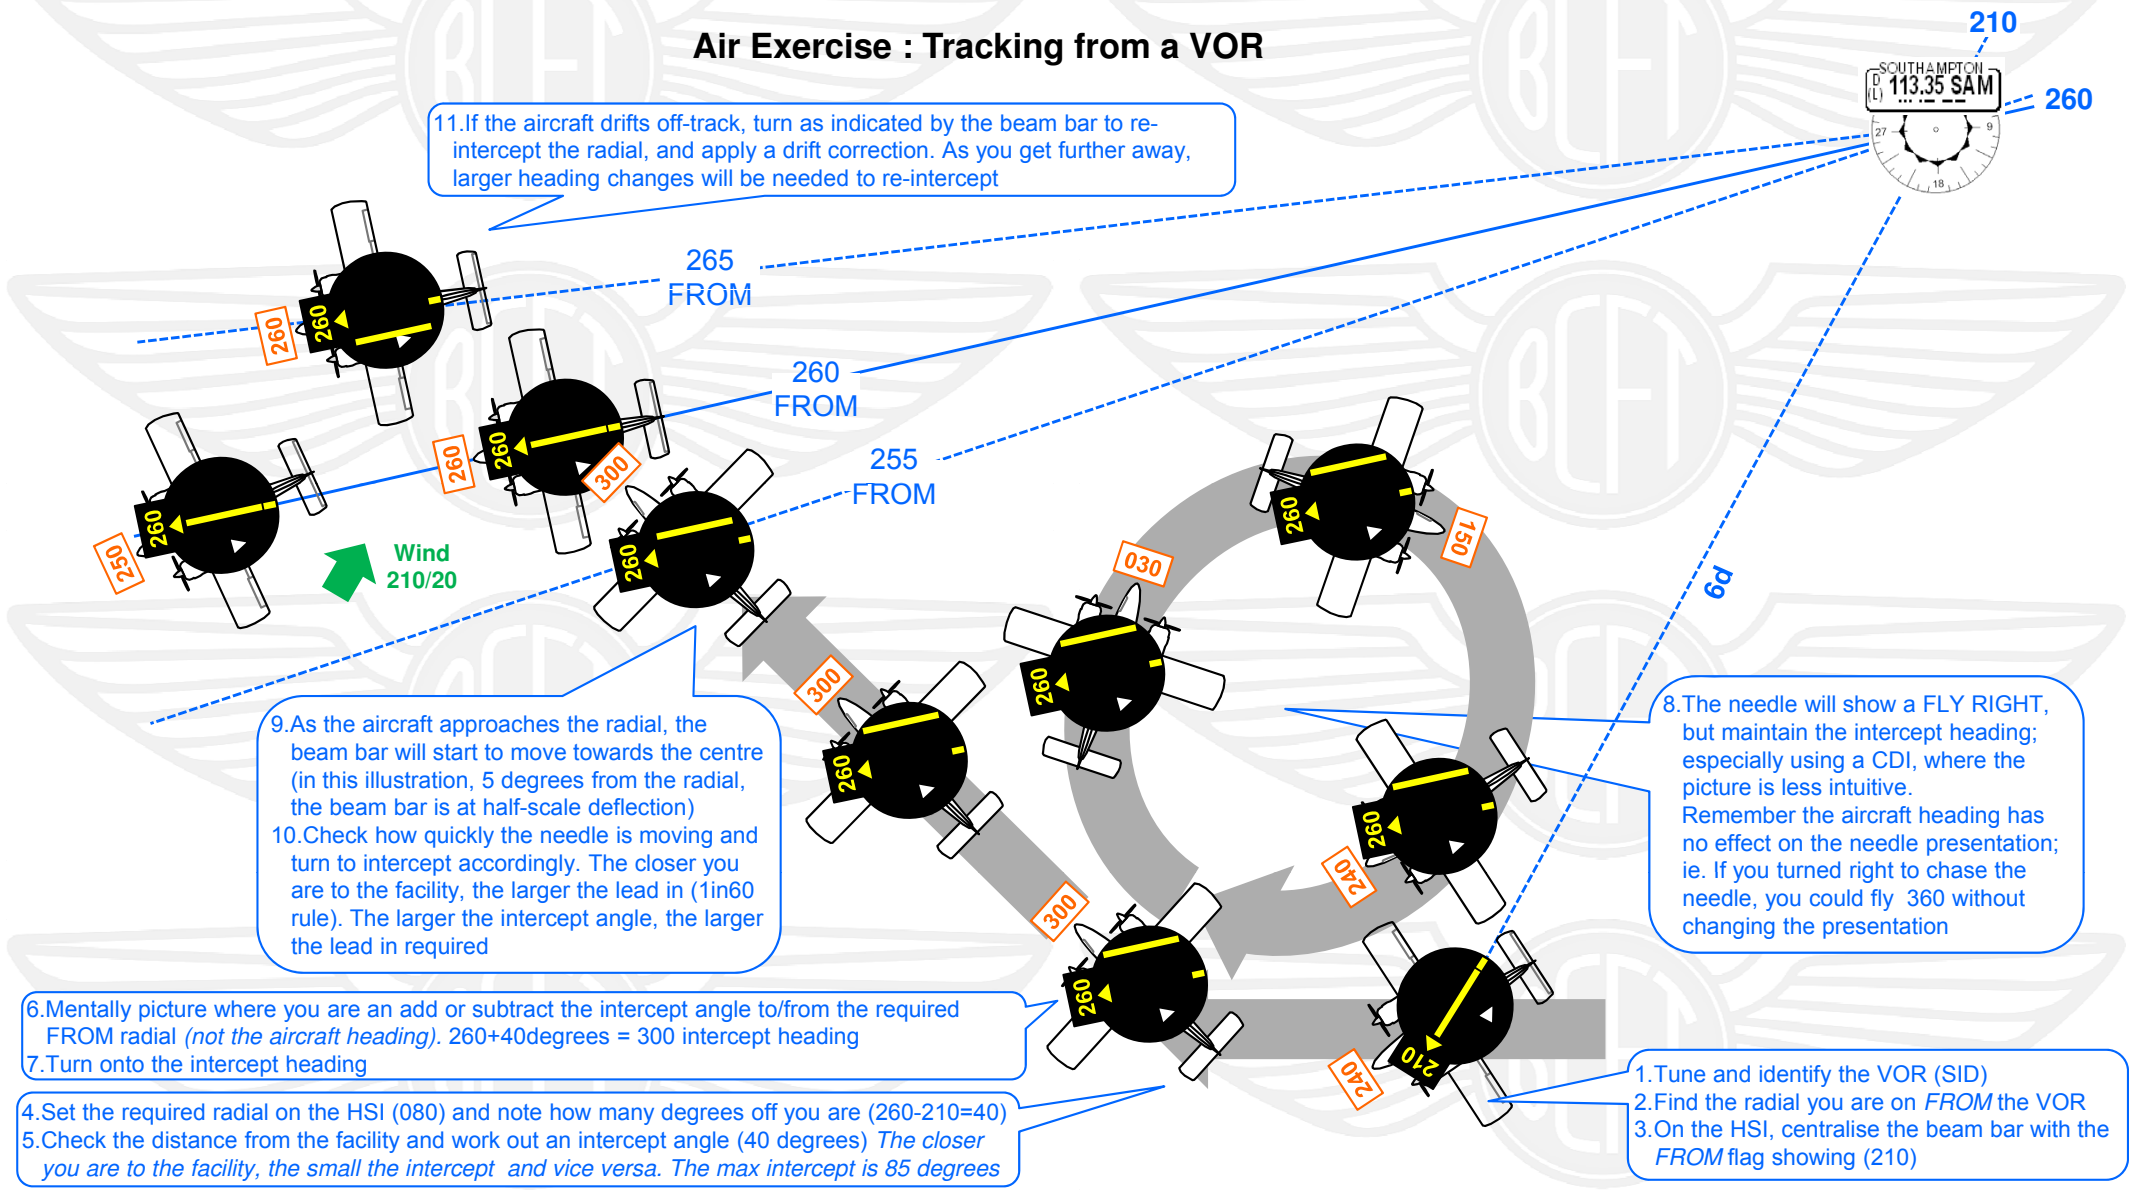 Air Exercise : Tracking from a VOR
210
SOUTHAMPTON
D
(L)
113.35 SAM
260
27
9
18
11.If the aircraft drifts off-track, turn as indicated by the beam bar to re-
intercept the radial, and apply a drift correction. As you get further away,
larger heading changes will be needed to re-intercept
265
FROM
260
FROM
255
FROM
260
260
260
260
300
260
250
260
Wind
210/20
260
260
150
030
260
p9
300
260
260
240
300
260
240
210
8.The needle will show a FLY RIGHT,
but maintain the intercept heading;
especially using a CDI, where the
picture is less intuitive.
Remember the aircraft heading has
no effect on the needle presentation;
ie. If you turned right to chase the
needle, you could fly 360 without
changing the presentation
9.As the aircraft approaches the radial, the
beam bar will start to move towards the centre
(in this illustration, 5 degrees from the radial,
the beam bar is at half-scale deflection)
10.Check how quickly the needle is moving and
turn to intercept accordingly. The closer you
are to the facility, the larger the lead in (1in60
rule). The larger the intercept angle, the larger
the lead in required
6.Mentally picture where you are an add or subtract the intercept angle to/from the required
FROM radial (not the aircraft heading). 260+40degrees = 300 intercept heading
7.Turn onto the intercept heading
4.Set the required radial on the HSI (080) and note how many degrees off you are (260-210=40)
5.Check the distance from the facility and work out an intercept angle (40 degrees) The closer
you are to the facility, the small the intercept and vice versa. The max intercept is 85 degrees
1.Tune and identify the VOR (SID)
2.Find the radial you are on FROM the VOR
3.On the HSI, centralise the beam bar with the
FROM flag showing (210)